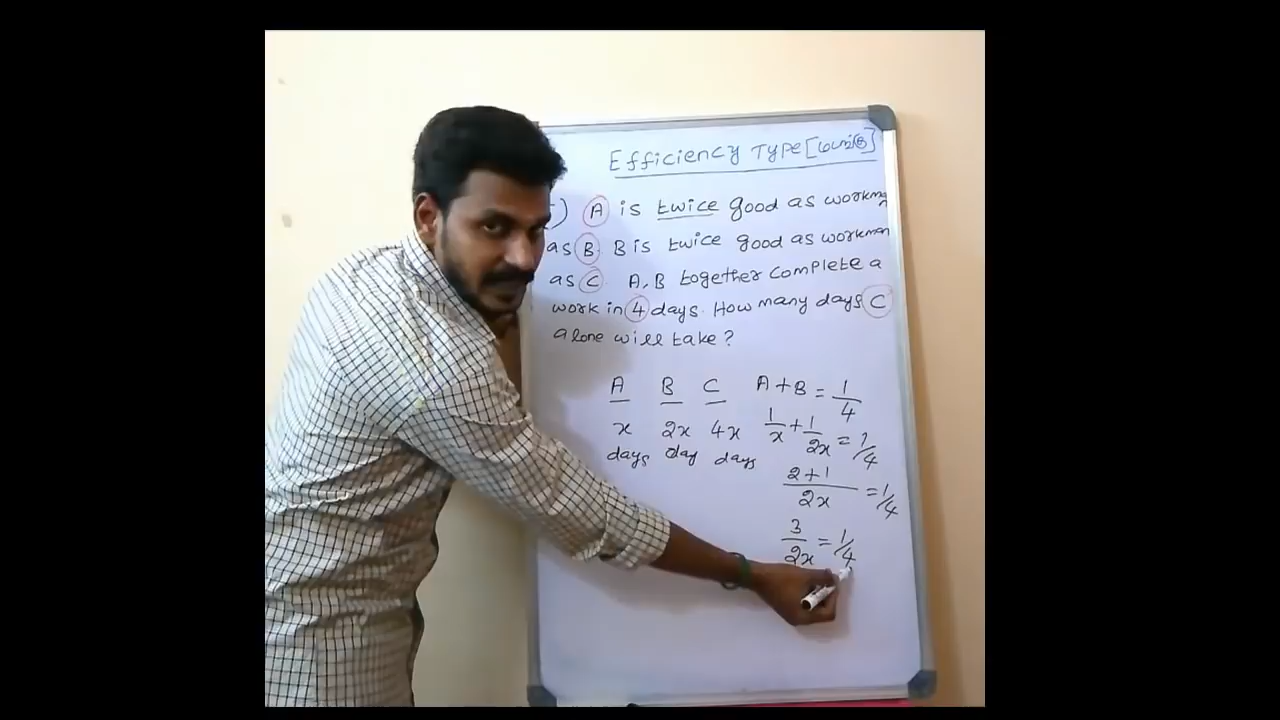 Efficiency Type [மடங்கு]
A is twice good as workman
as B. B is twice good as workman
as C. A, B together complete a
work in 4 days. How many days C
alone will take?
A B C A+B = 1/4
x 2x 4x 1/x + 1/2x = 1/4
days day days
2+1/2x = 1/4
3/2x = 1/4